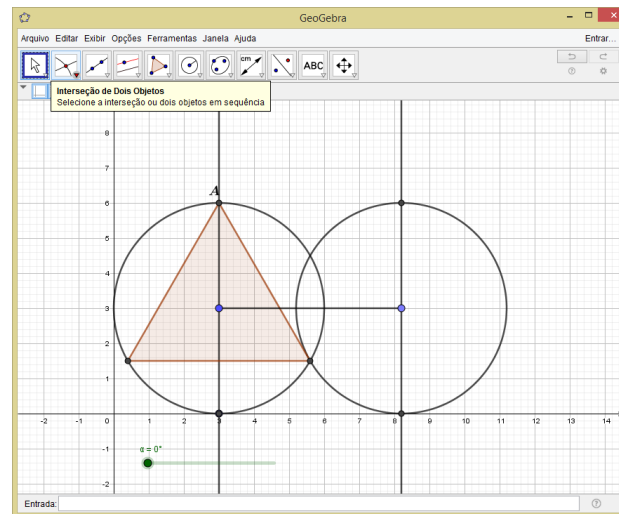 GeoGebra
Arquivo Editar Exibir Opções Ferramentas Janela Ajuda Entrar...
cm
ABC
Interseção de Dois Objetos
Selecione a interseção ou dois objetos em sequência
8
7
A
6
5
4
3
2
1
-2 -1 0 1 2 3 4 5 6 7 8 9 10 11 12 13 14
-1
α = 0°
-2
Entrada: